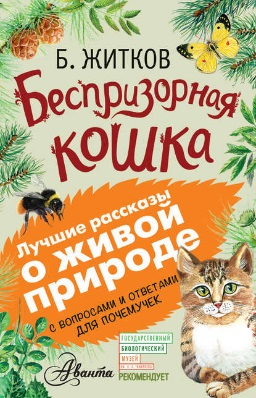 Б. ЖИТКОВ
Беспризорная
КОШКА
Лучшие рассказы
о живой
природе
С ВОПРОСАМИ И ОТВЕТАМИ
ДЛЯ ПОЧЕМУЧЕК
ГОСУДАРСТВЕННЫЙ
БИОЛОГИЧЕСКИЙ
МУЗЕЙ
РЕКОМЕНДУЕТ
Аванта